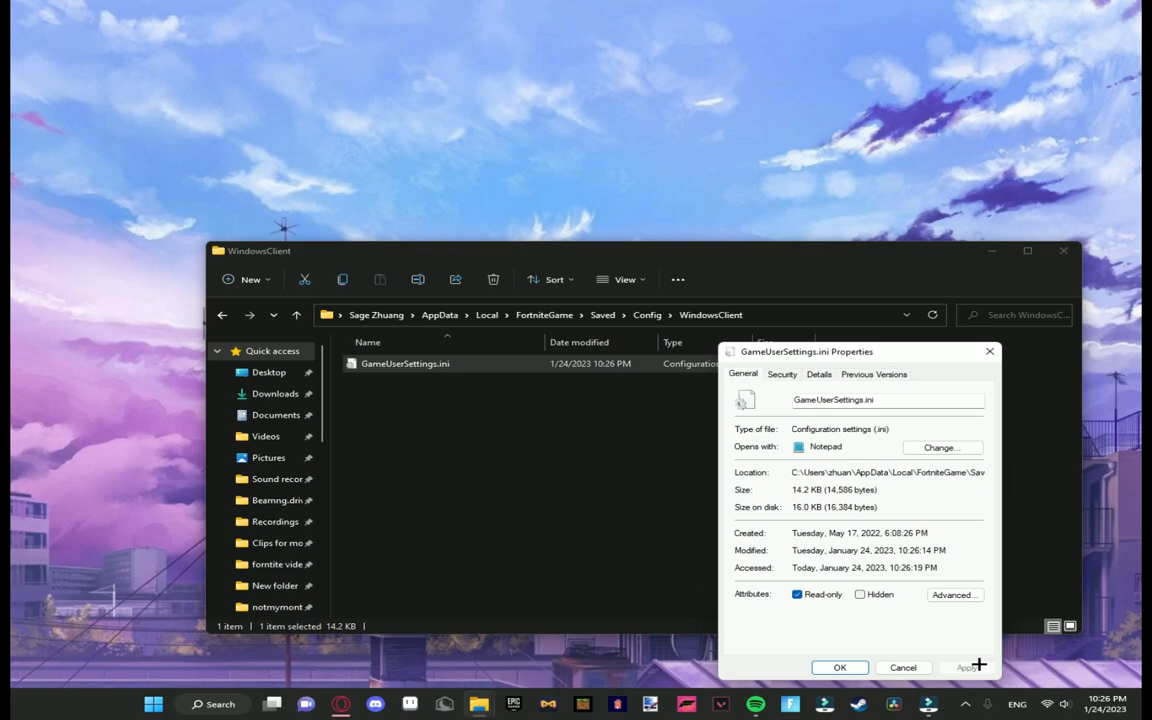 WindowsClient
New
Sort
View
Sage Zhuang > AppData > Local > FortniteGame > Saved > Config > WindowsClient
Search WindowsC...
Name
Date modified
Type
Size
Quick access
Desktop
Downloads
Documents
Videos
Pictures
Sound recor
Beamng.driv
Recordings
Clips for mo
forntite vide
New folder
notmymont
GameUserSettings.ini
1/24/2023 10:26 PM
Configuratio
1 item
1 item selected 14.2 KB
GameUserSettings.ini Properties
General
Security
Details
Previous Versions
GameUserSettings.ini
Type of file:
Configuration settings (.ini)
Opens with:
Notepad
Change...
Location:
C:\Users\zhuan\AppData\Local\FortniteGame\Sav
Size:
14.2 KB (14,586 bytes)
Size on disk:
16.0 KB (16,384 bytes)
Created:
Tuesday, May 17, 2022, 6:08:26 PM
Modified:
Tuesday, January 24, 2023, 10:26:14 PM
Accessed:
Today, January 24, 2023, 10:26:19 PM
Attributes:
Read-only
Hidden
Advanced...
OK
Cancel
Apply
Search
EPIC
ENG
10:26 PM
1/24/2023